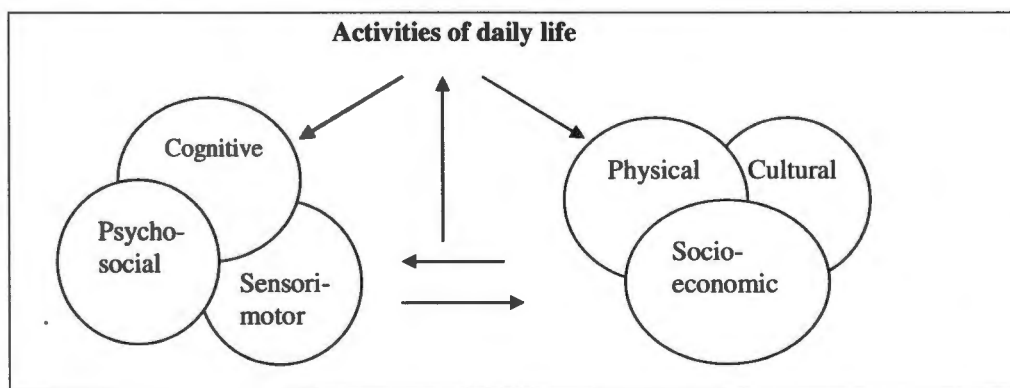 Activities of daily life
Cognitive
Psycho-
social
Sensori-
motor
Physical
Cultural
Socio-
economic